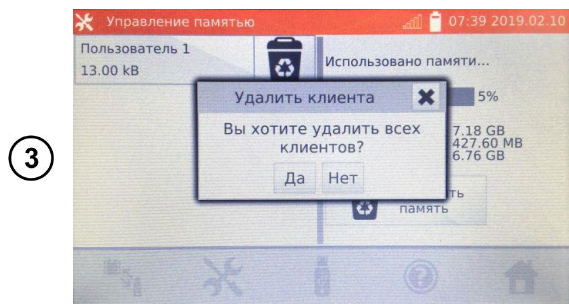 Управление памятью
07:39 2019.02.10
Пользователь 1
13.00 kB
Использовано памяти...
5%
7.18 GB
427.60 MB
6.76 GB
Удалить клиента
Вы хотите удалить всех
клиентов?
Да Нет
память
3